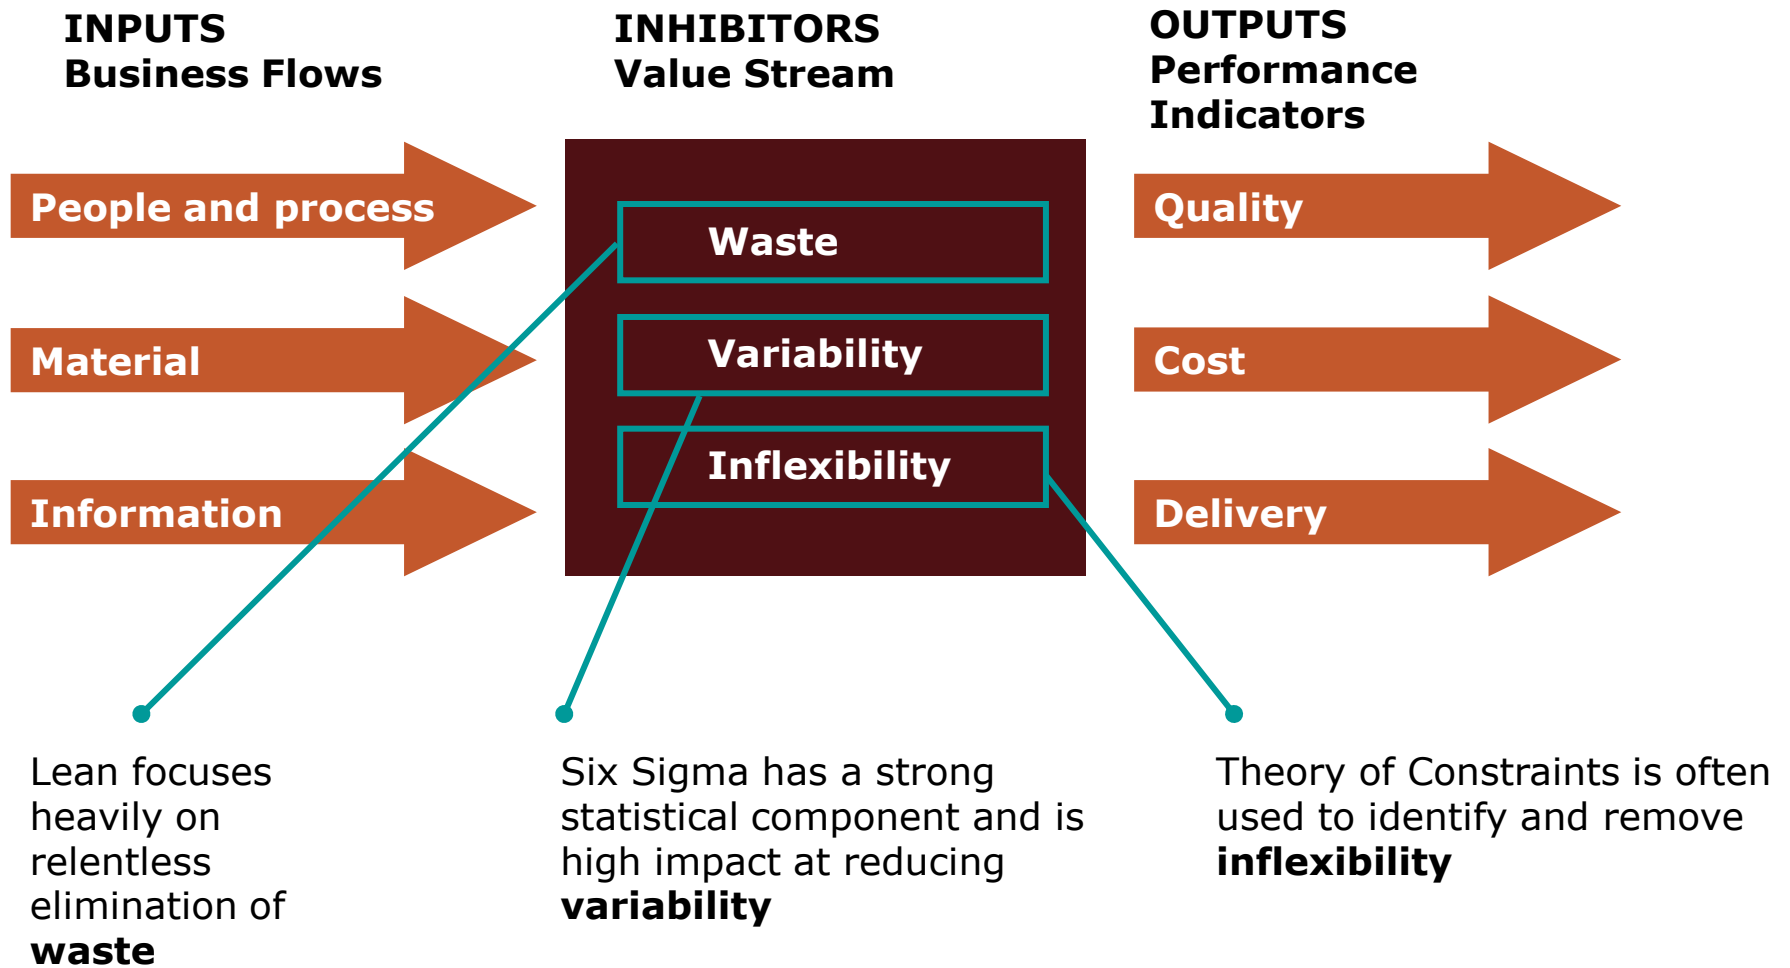 INPUTS
Business Flows
INHIBITORS
Value Stream
OUTPUTS
Performance
Indicators
People and process
Material
Information
Waste
Variability
Inflexibility
Quality
Cost
Delivery
Lean focuses
heavily on
relentless
elimination of
waste
Six Sigma has a strong
statistical component and is
high impact at reducing
variability
Theory of Constraints is often
used to identify and remove
inflexibility